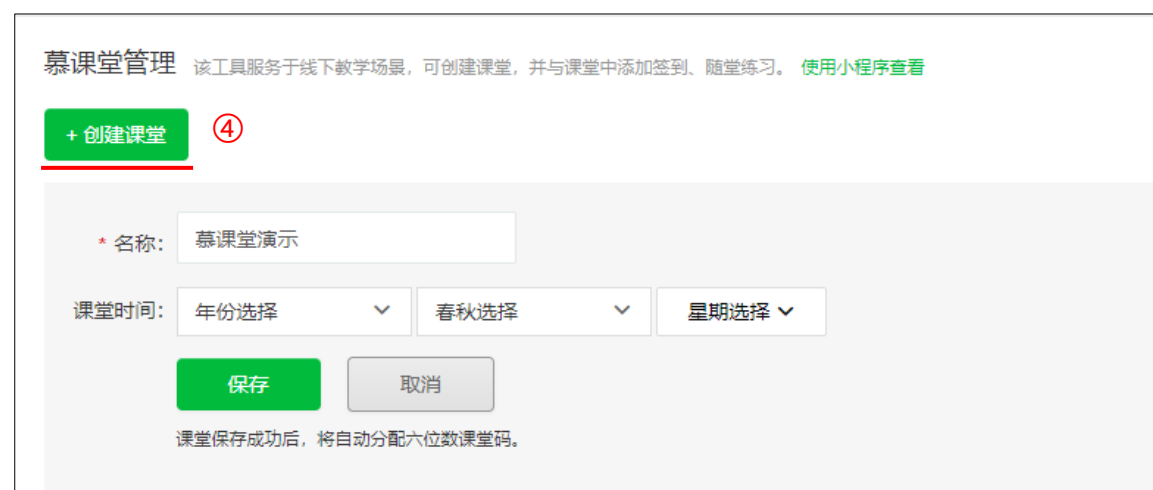 慕课堂管理 该工具服务于线下教学场景，可创建课堂，并与课堂中添加签到、随堂练习。 使用小程序查看
+ 创建课堂 ④
* 名称： 慕课堂演示
课堂时间： 年份选择 春秋选择 星期选择
保存 取消
课堂保存成功后，将自动分配六位数课堂码。